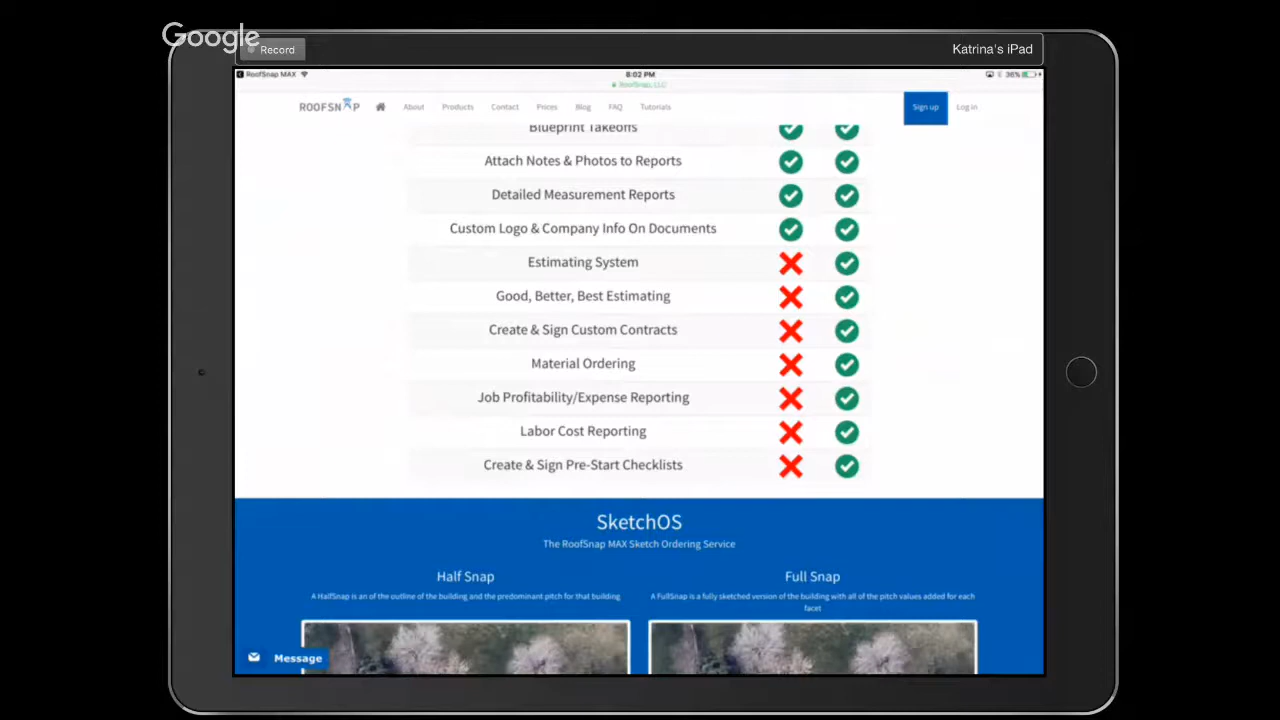 Google
Record
Katrina's iPad
RoofSnap MAX
8:02 PM
36%
RoofSnap, LLC
ROOFSNAP
About
Products
Contact
Prices
Blog
FAQ
Tutorials
Sign up
Log in
Blueprint Takeoffs
Attach Notes & Photos to Reports
Detailed Measurement Reports
Custom Logo & Company Info On Documents
Estimating System
Good, Better, Best Estimating
Create & Sign Custom Contracts
Material Ordering
Job Profitability/Expense Reporting
Labor Cost Reporting
Create & Sign Pre-Start Checklists
SketchOS
The RoofSnap MAX Sketch Ordering Service
Half Snap
A HalfSnap is an of the outline of the building and the predominant pitch for that building
Full Snap
A FullSnap is a fully sketched version of the building with all of the pitch values added for each
facet
Message